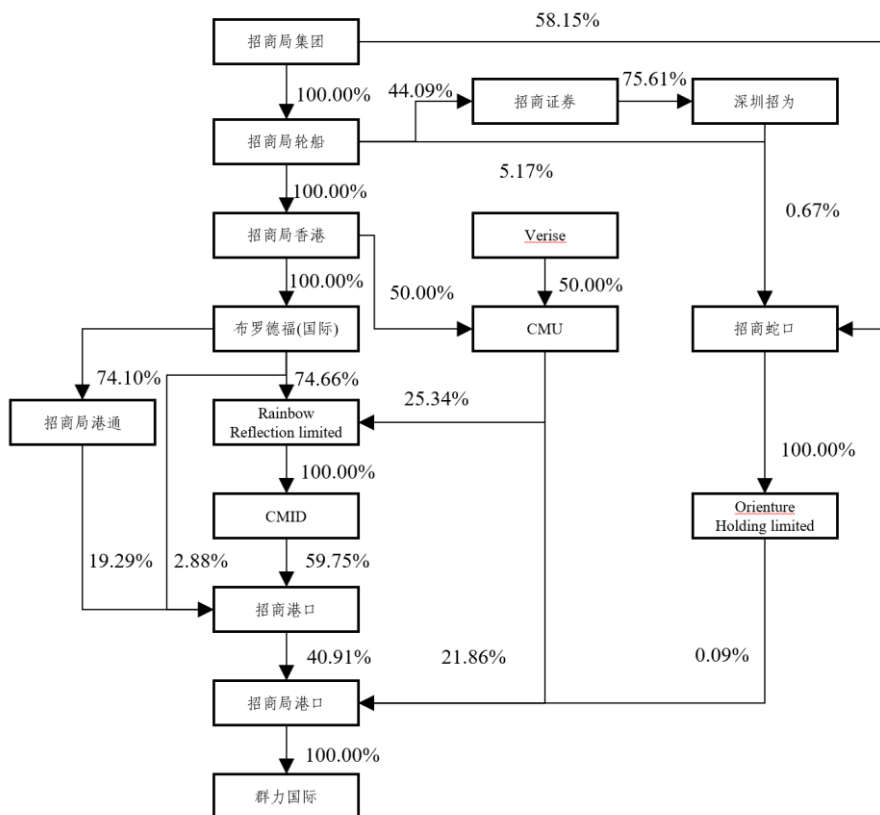 招商局集团
58.15%
100.00%
44.09%
招商证券
75.61%
深圳招为
招商局轮船
5.17%
100.00%
0.67%
招商局香港
Verise
100.00%
50.00%
50.00%
布罗德福(国际)
CMU
招商蛇口
74.10%
74.66%
25.34%
招商局港通
Rainbow
Reflection limited
100.00%
100.00%
CMID
Orienture
Holding limited
19.29%
2.88%
59.75%
招商港口
40.91%
21.86%
0.09%
招商局港口
100.00%
群力国际